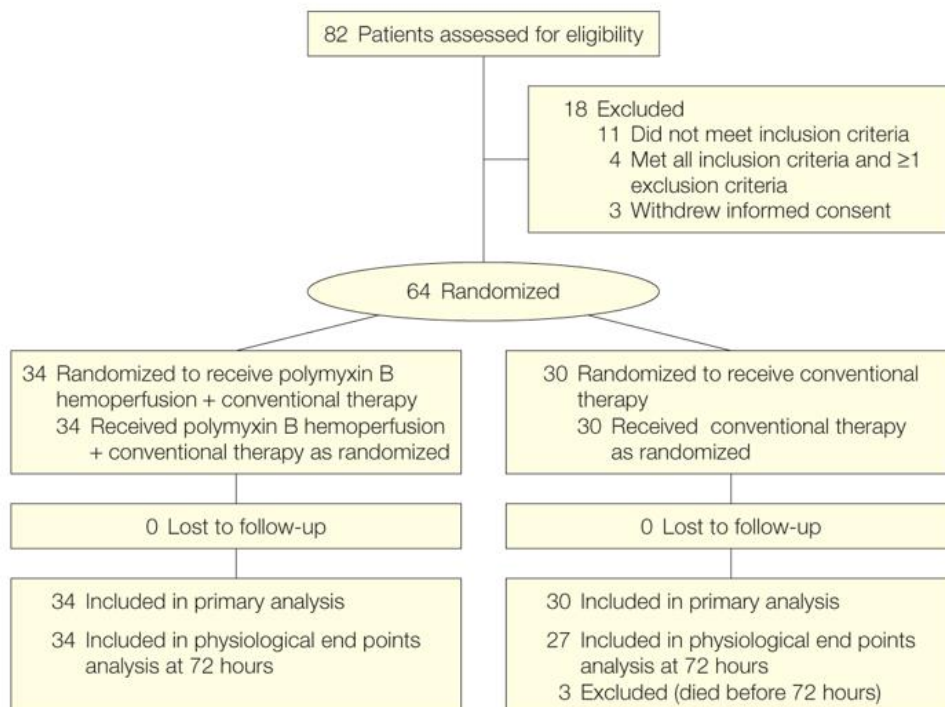 82 Patients assessed for eligibility
18 Excluded
11 Did not meet inclusion criteria
4 Met all inclusion criteria and ≥1
exclusion criteria
3 Withdrew informed consent
64 Randomized
34 Randomized to receive polymyxin B
hemoperfusion + conventional therapy
34 Received polymyxin B hemoperfusion
+ conventional therapy as randomized
30 Randomized to receive conventional
therapy
30 Received conventional therapy
as randomized
0 Lost to follow-up
0 Lost to follow-up
34 Included in primary analysis
34 Included in physiological end points
analysis at 72 hours
30 Included in primary analysis
27 Included in physiological end points
analysis at 72 hours
3 Excluded (died before 72 hours)